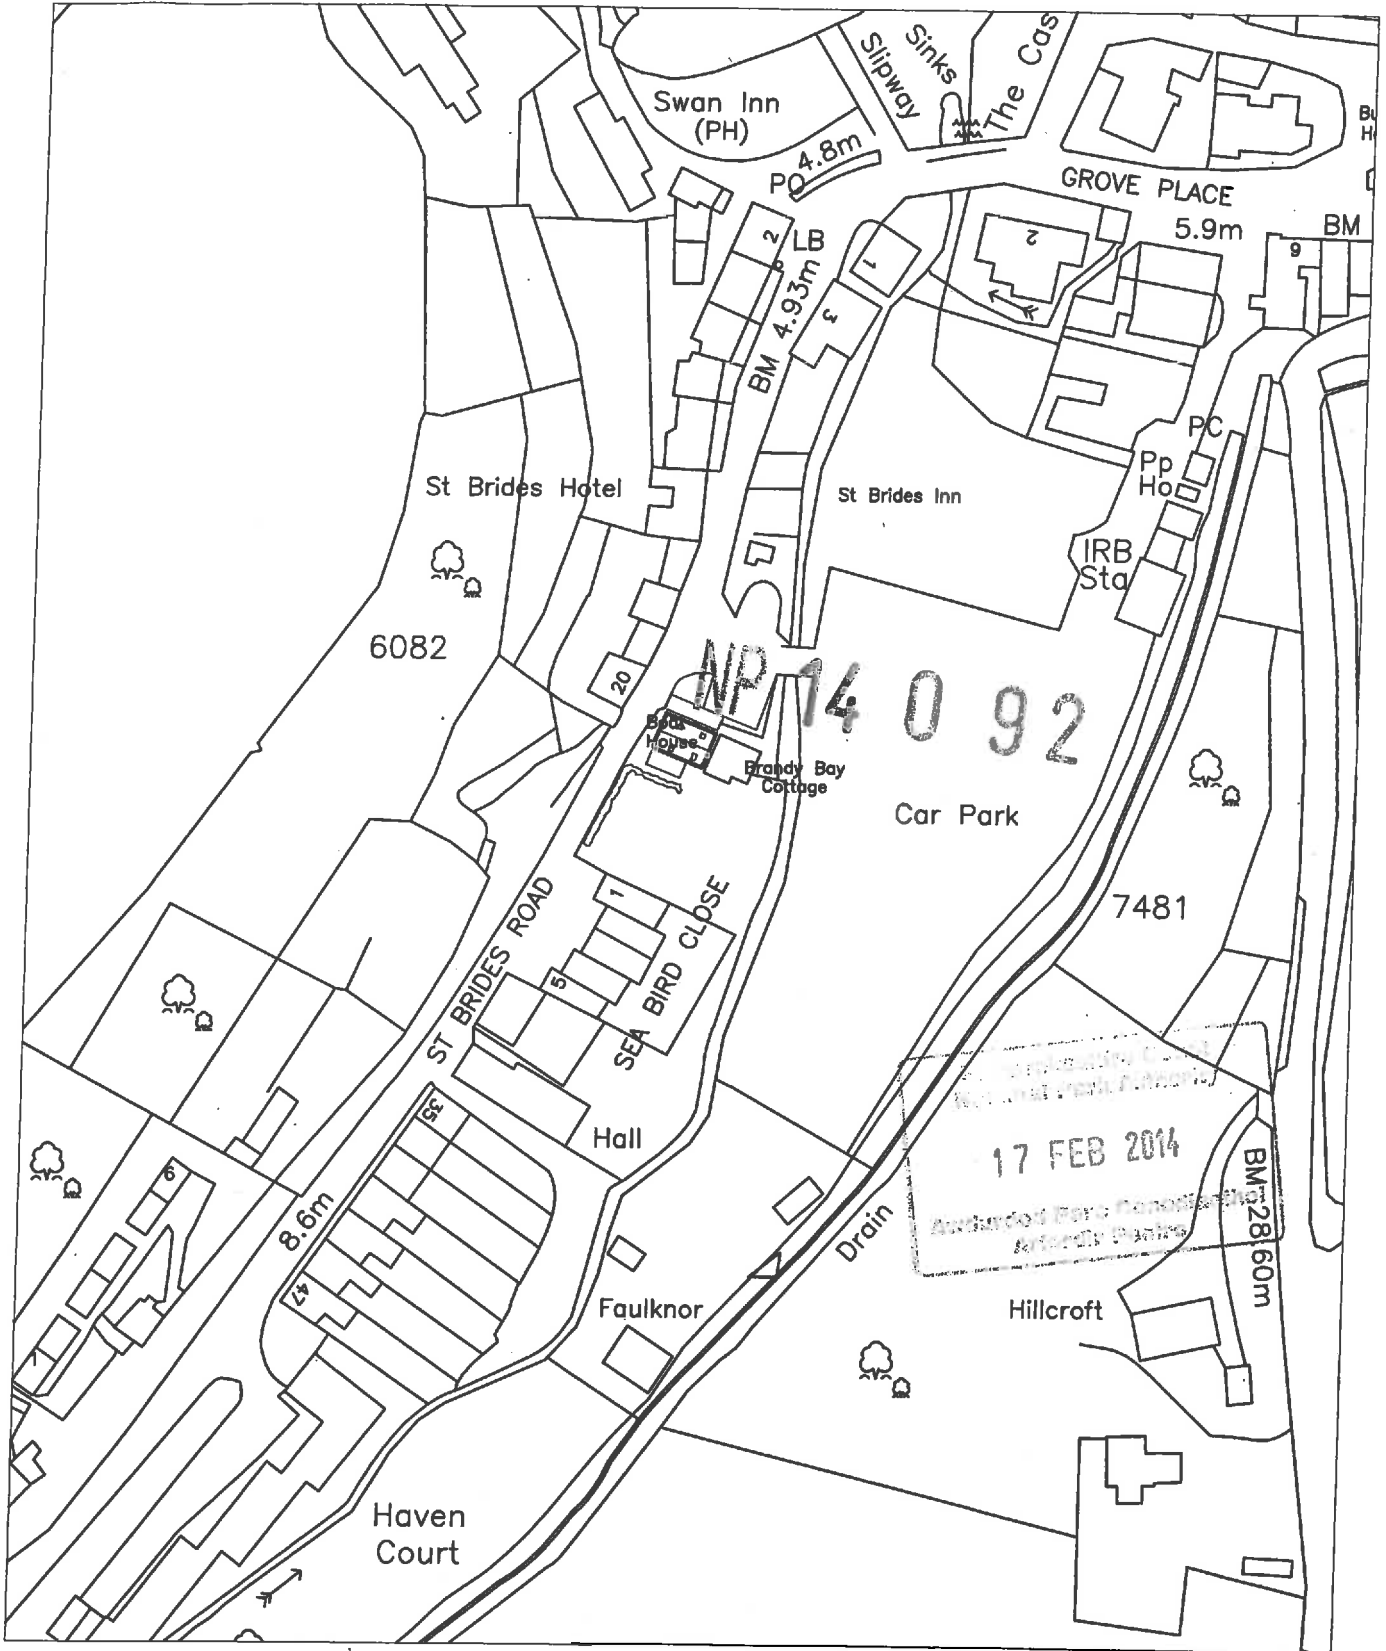 Swan Inn
(PH)
Slipway
Sinks
The Cas
4.8m
PO
GROVE PLACE
5.9m
BM
9
2
LB
1
2
3
BM 4.93m
PC
Pp
Ho
St Brides Hotel
St Brides Inn
IRB
Sta
6082
20
NP 14 0 92
Boat
House
Brandy Bay
Cottage
Car Park
7481
1
5
ST BRIDES ROAD
SEA BIRD CLOSE
35
Hall
17 FEB 2014
BM 28.60m
9
8.6m
Drain
47
Faulknor
Hillcroft
1
Haven
Court